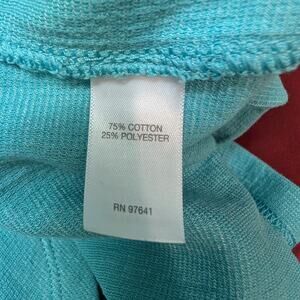 75% COTTON
25% POLYESTER
RN 97641